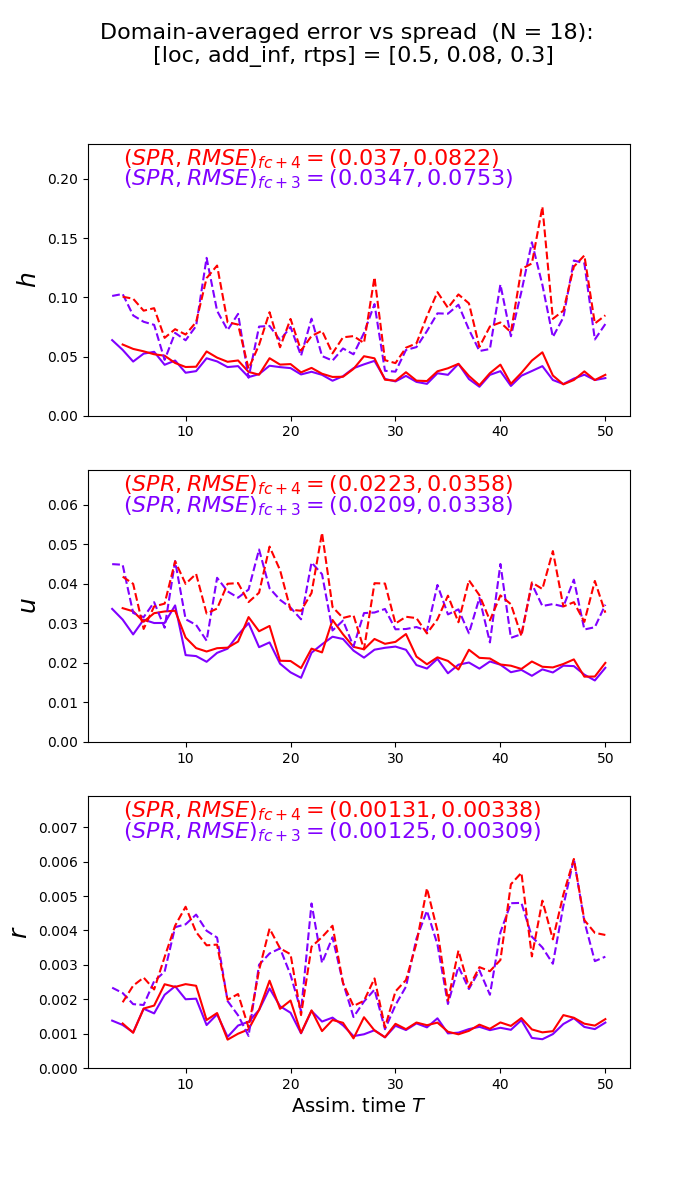 Domain-averaged error vs spread (N = 18):
[loc, add_inf, rtps] = [0.5, 0.08, 0.3]
(SPR, RMSE)fc+4 = (0.037, 0.0822)
(SPR, RMSE)fc+3 = (0.0347, 0.0753)
0.20
0.15
h
0.10
0.05
0.00
10 20 30 40 50
(SPR, RMSE)fc+4 = (0.0223, 0.0358)
(SPR, RMSE)fc+3 = (0.0209, 0.0338)
0.06
0.05
0.04
u
0.03
0.02
0.01
0.00
10 20 30 40 50
(SPR, RMSE)fc+4 = (0.00131, 0.00338)
(SPR, RMSE)fc+3 = (0.00125, 0.00309)
0.007
0.006
0.005
0.004
r
0.003
0.002
0.001
0.000
10 20 30 40 50
Assim. time T